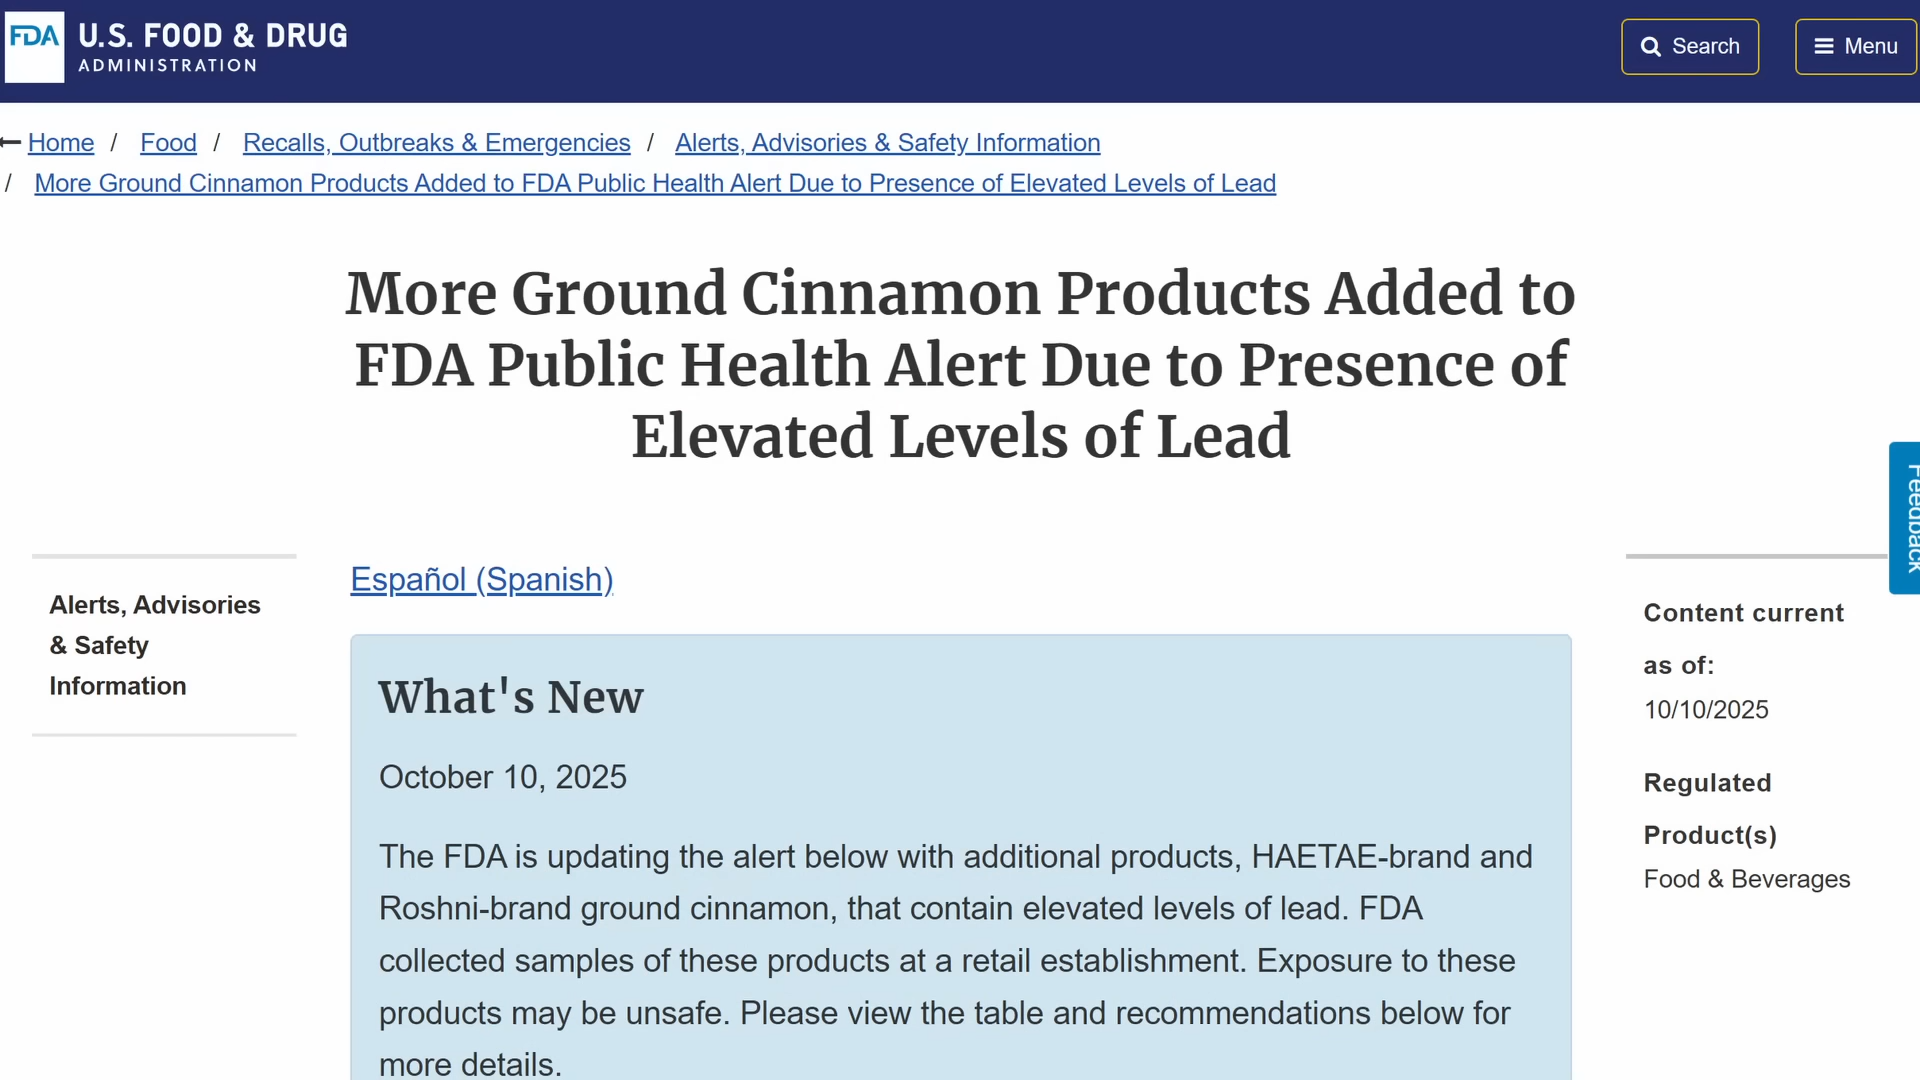 FDA U.S. FOOD & DRUG
ADMINISTRATION
Search
Menu
Home / Food / Recalls, Outbreaks & Emergencies / Alerts, Advisories & Safety Information
/ More Ground Cinnamon Products Added to FDA Public Health Alert Due to Presence of Elevated Levels of Lead
More Ground Cinnamon Products Added to
FDA Public Health Alert Due to Presence of
Elevated Levels of Lead
Feedback
Alerts, Advisories
& Safety
Information
Español (Spanish)
What's New
October 10, 2025
The FDA is updating the alert below with additional products, HAETAE-brand and
Roshni-brand ground cinnamon, that contain elevated levels of lead. FDA
collected samples of these products at a retail establishment. Exposure to these
products may be unsafe. Please view the table and recommendations below for
more details.
Content current
as of:
10/10/2025
Regulated
Product(s)
Food & Beverages